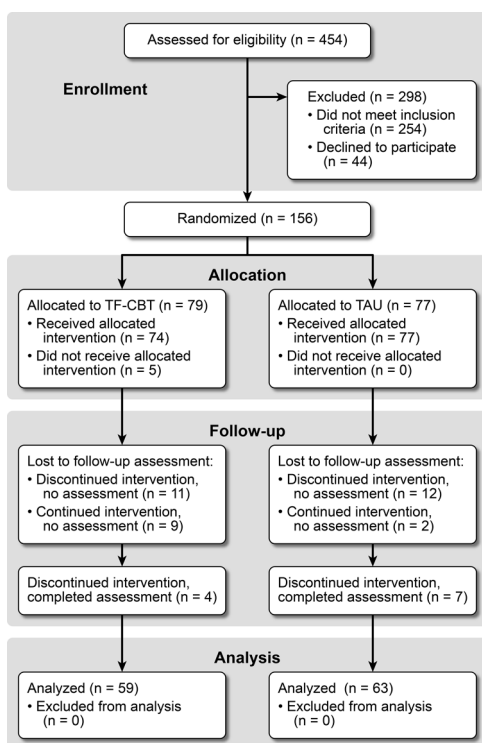 Assessed for eligibility (n = 454)
Enrollment
Excluded (n = 298)
• Did not meet inclusion
criteria (n = 254)
• Declined to participate
(n = 44)
Randomized (n = 156)
Allocation
Allocated to TF-CBT (n = 79)
• Received allocated
intervention (n = 74)
• Did not receive allocated
intervention (n = 5)
Allocated to TAU (n = 77)
• Received allocated
intervention (n = 77)
• Did not receive allocated
intervention (n = 0)
Follow-up
Lost to follow-up assessment:
• Discontinued intervention,
no assessment (n = 11)
• Continued intervention,
no assessment (n = 9)
Lost to follow-up assessment:
• Discontinued intervention,
no assessment (n = 12)
• Continued intervention,
no assessment (n = 2)
Discontinued intervention,
completed assessment (n = 4)
Discontinued intervention,
completed assessment (n = 7)
Analysis
Analyzed (n = 59)
• Excluded from analysis
(n = 0)
Analyzed (n = 63)
• Excluded from analysis
(n = 0)